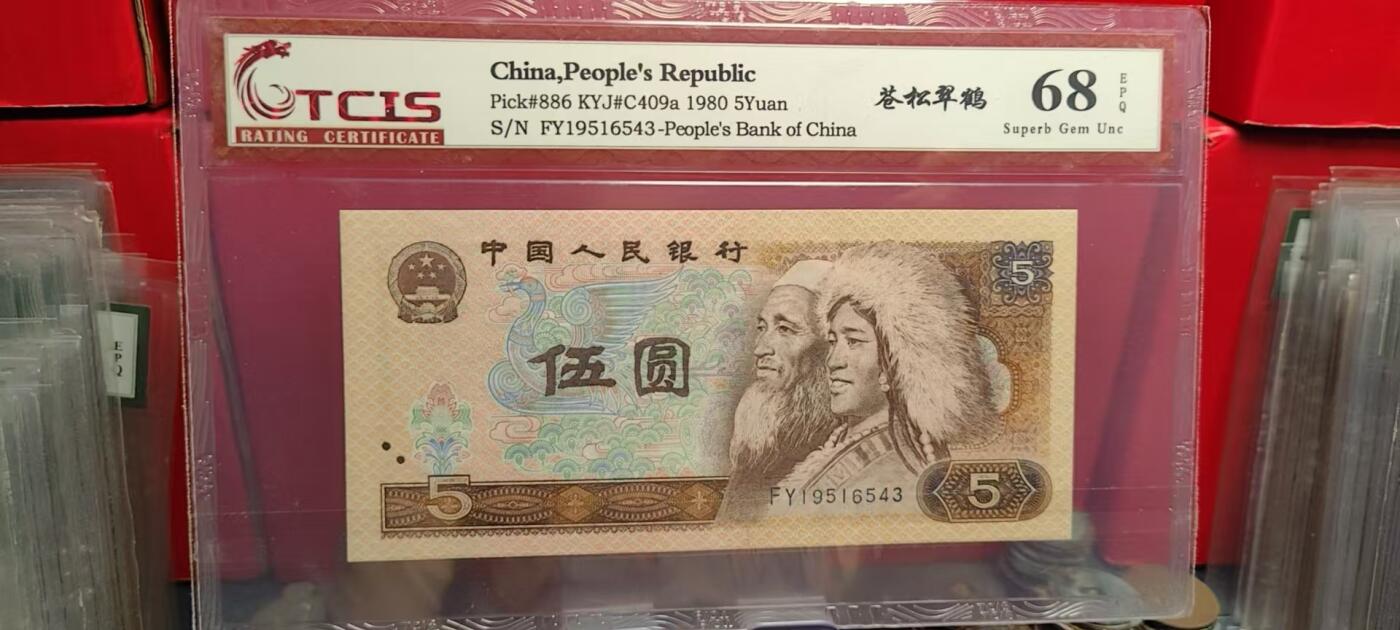 TCIS
RATING CERTIFICATE
China,People's Republic
Pick#886 KYJ#C409a 1980 5Yuan
S/N FY19516543-People's Bank of China
苍松翠鹤
68
EPQ
Superb Gem Unc
中国人民银行
5
伍圆
5
FY19516543
5
EPQ